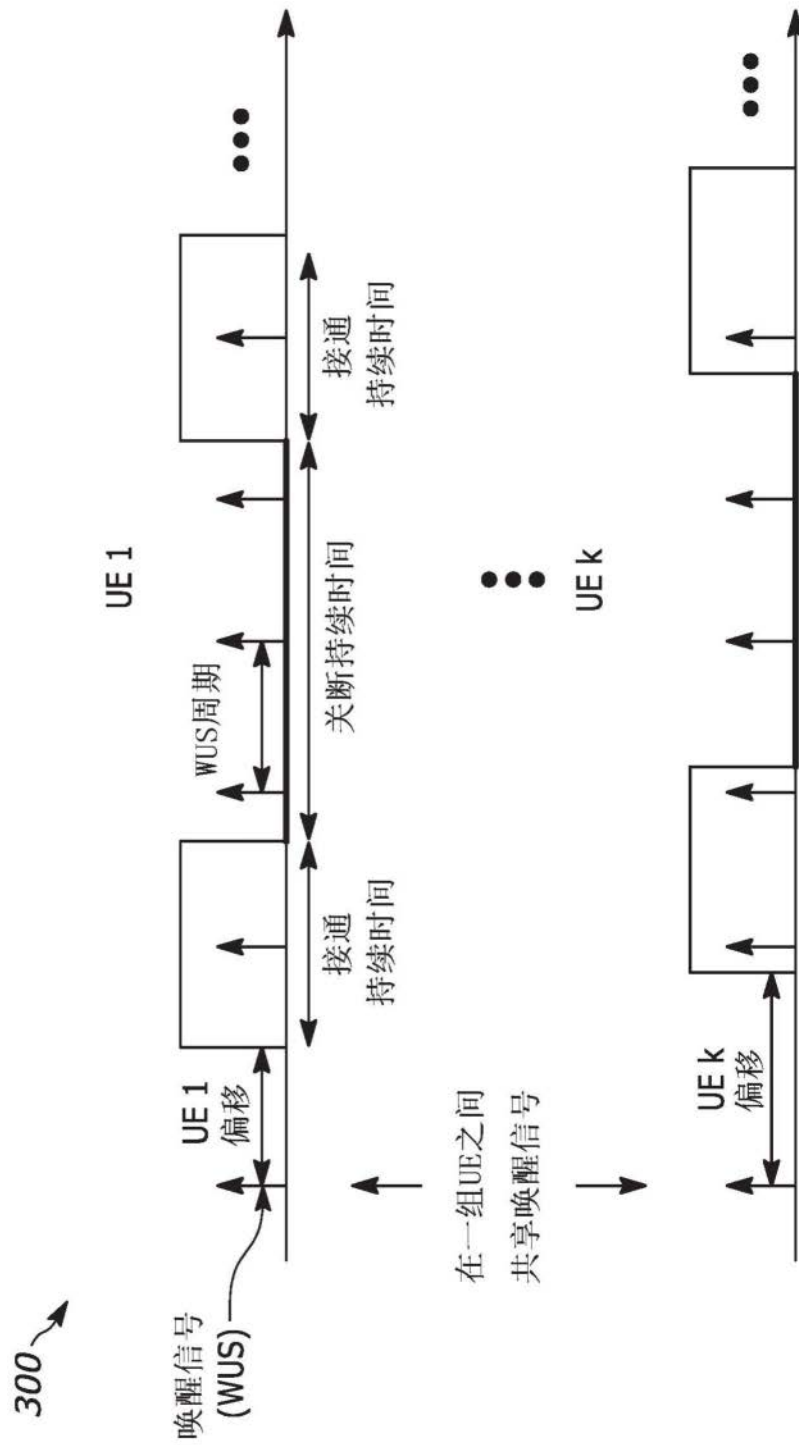 300
唤醒信号
(WUS)
UE 1
偏移
接通
持续时间
WUS周期
关断持续时间
UE 1
接通
持续时间
在一组UE之间
共享唤醒信号
UE k
偏移
UE k